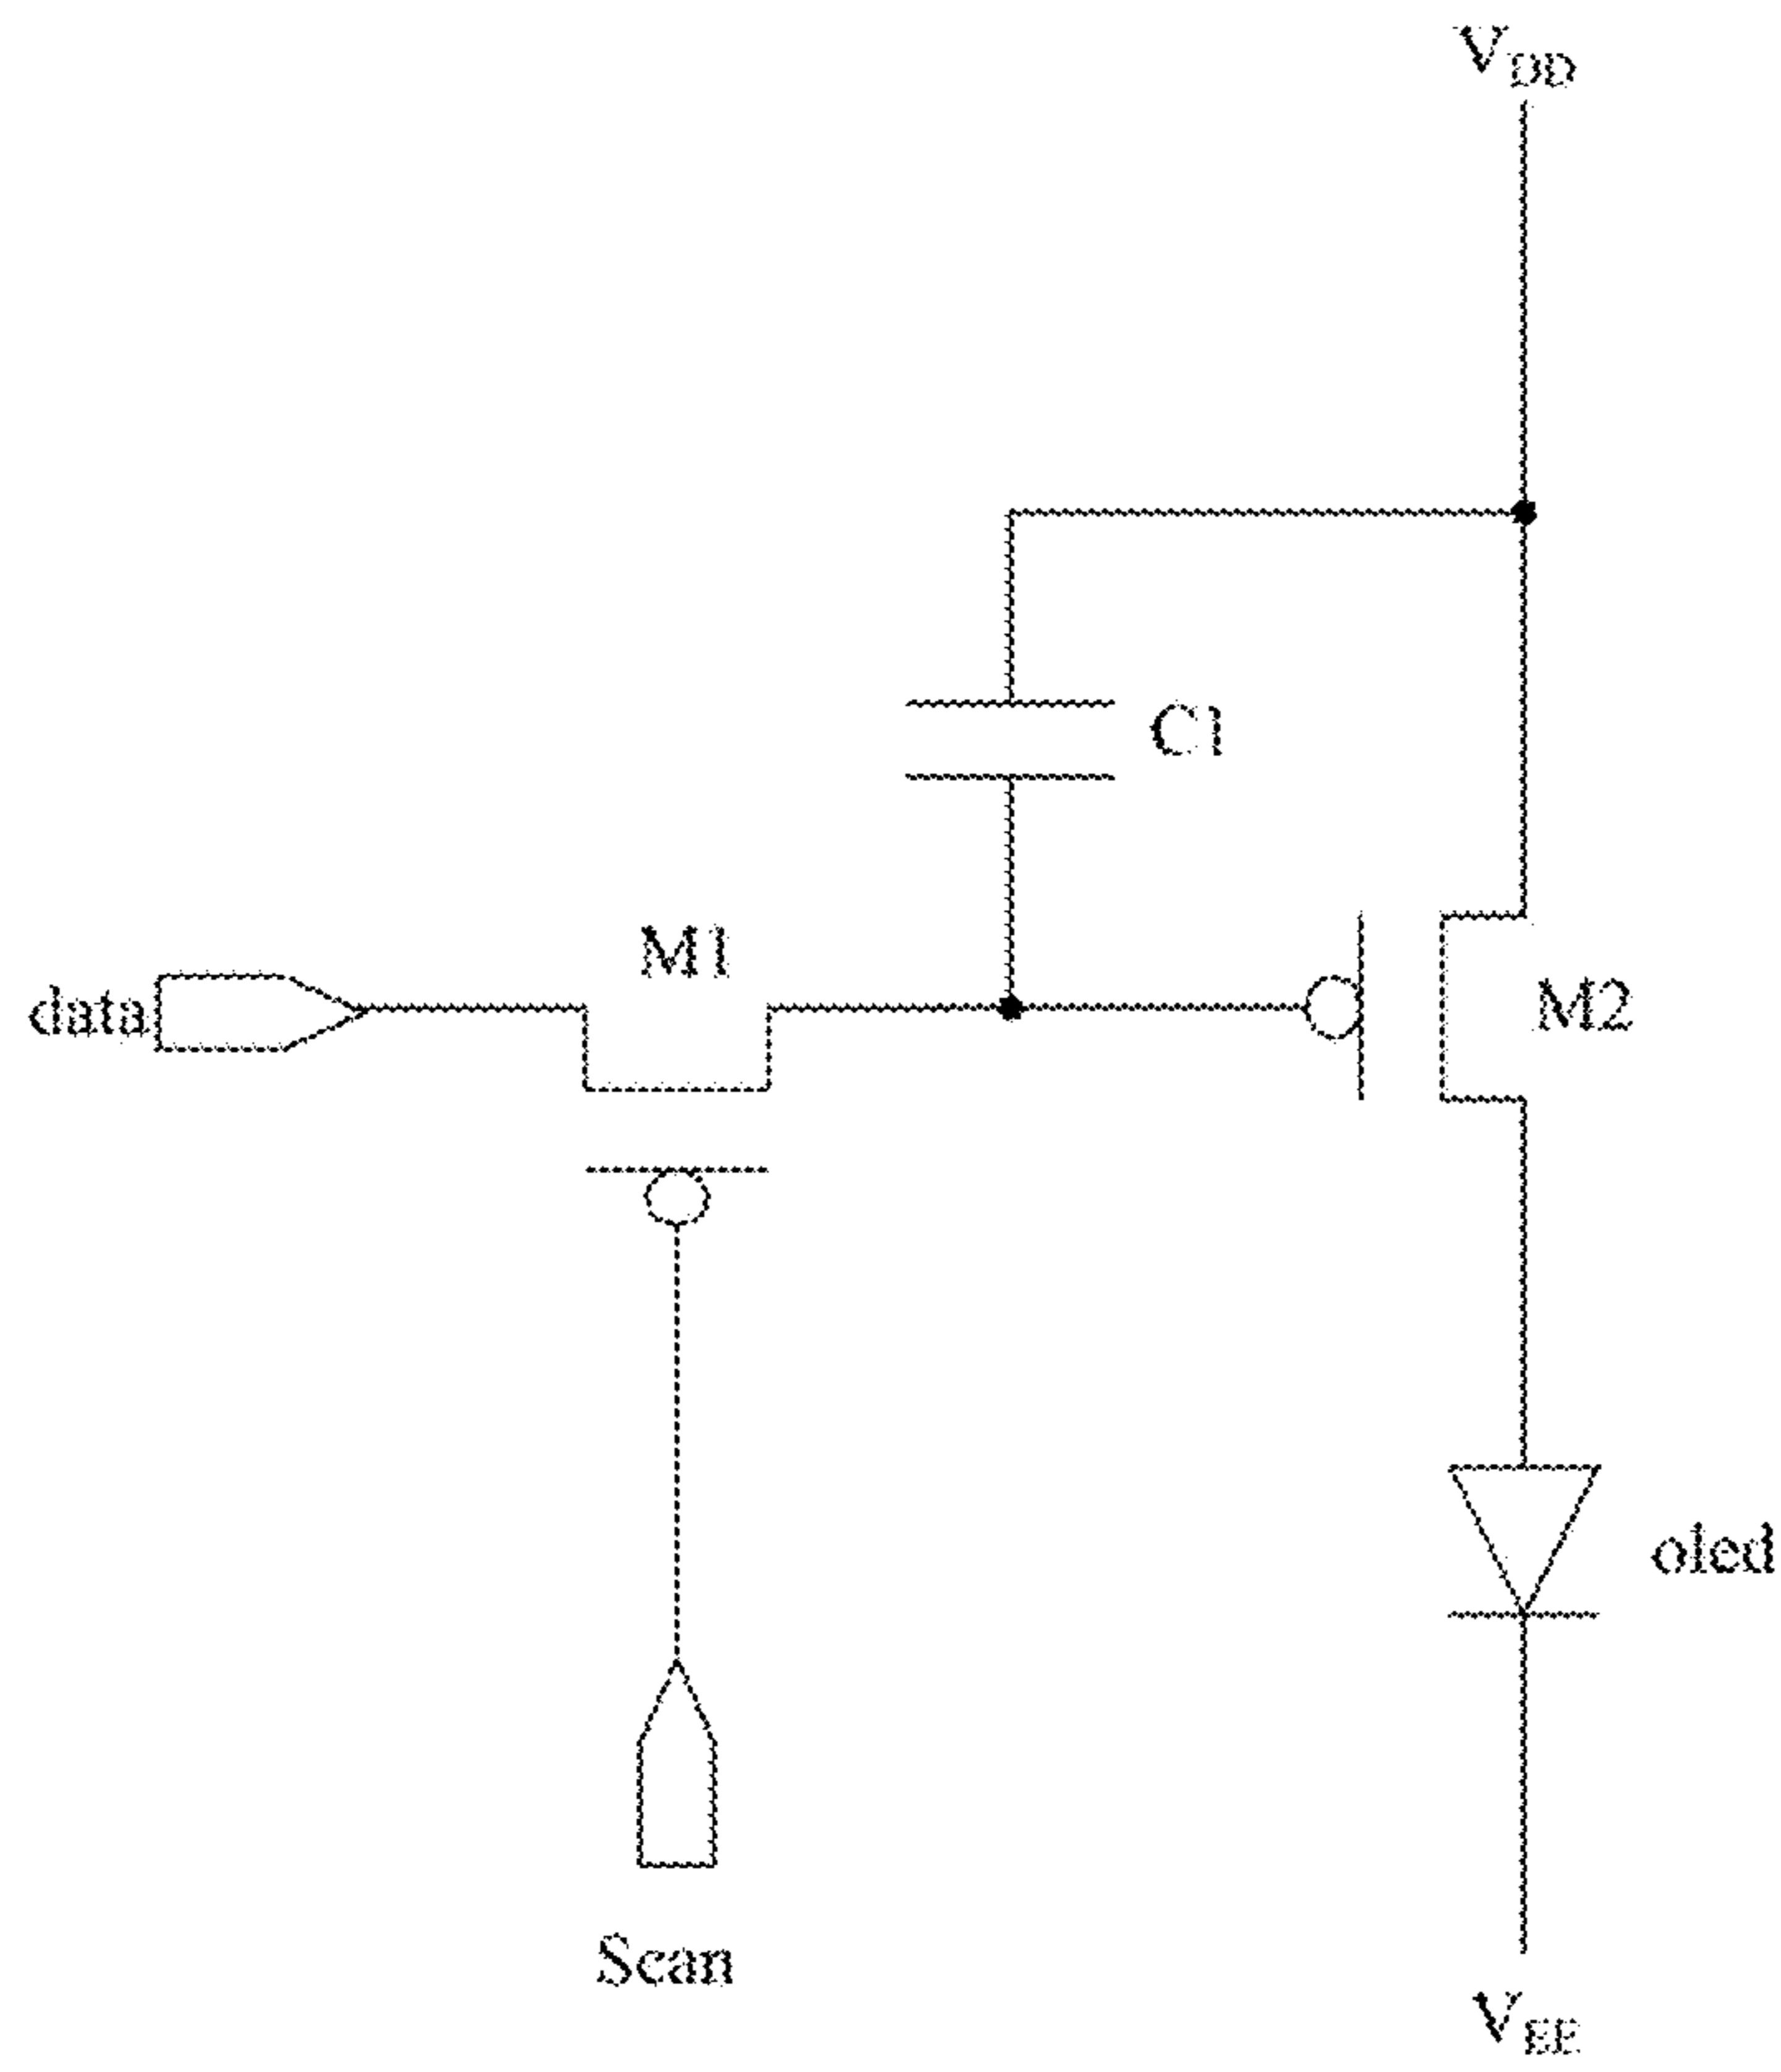 VDD
C1
M1
data
M2
oled
Scan
VEE